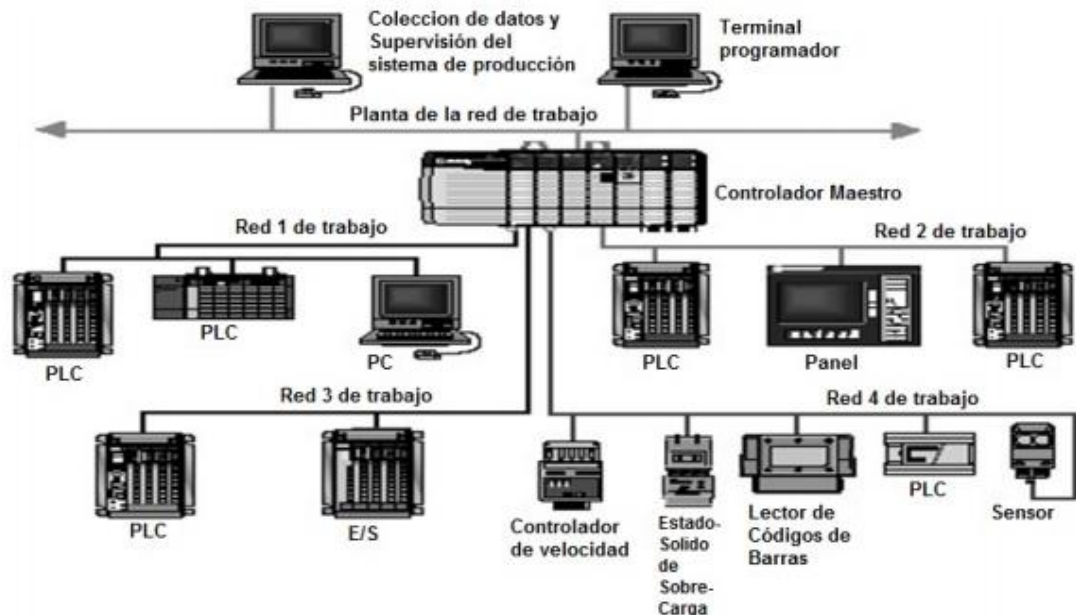 Coleccion de datos y
Supervisión del
sistema de producción
Terminal
programador
Planta de la red de trabajo
Controlador Maestro
Red 1 de trabajo
Red 2 de trabajo
PLC
PLC
PC
PLC
Panel
PLC
Red 3 de trabajo
Red 4 de trabajo
PLC
E/S
Controlador
de velocidad
Estado-
Solido
de
Sobre-
Carga
Lector de
Códigos de
Barras
PLC
Sensor